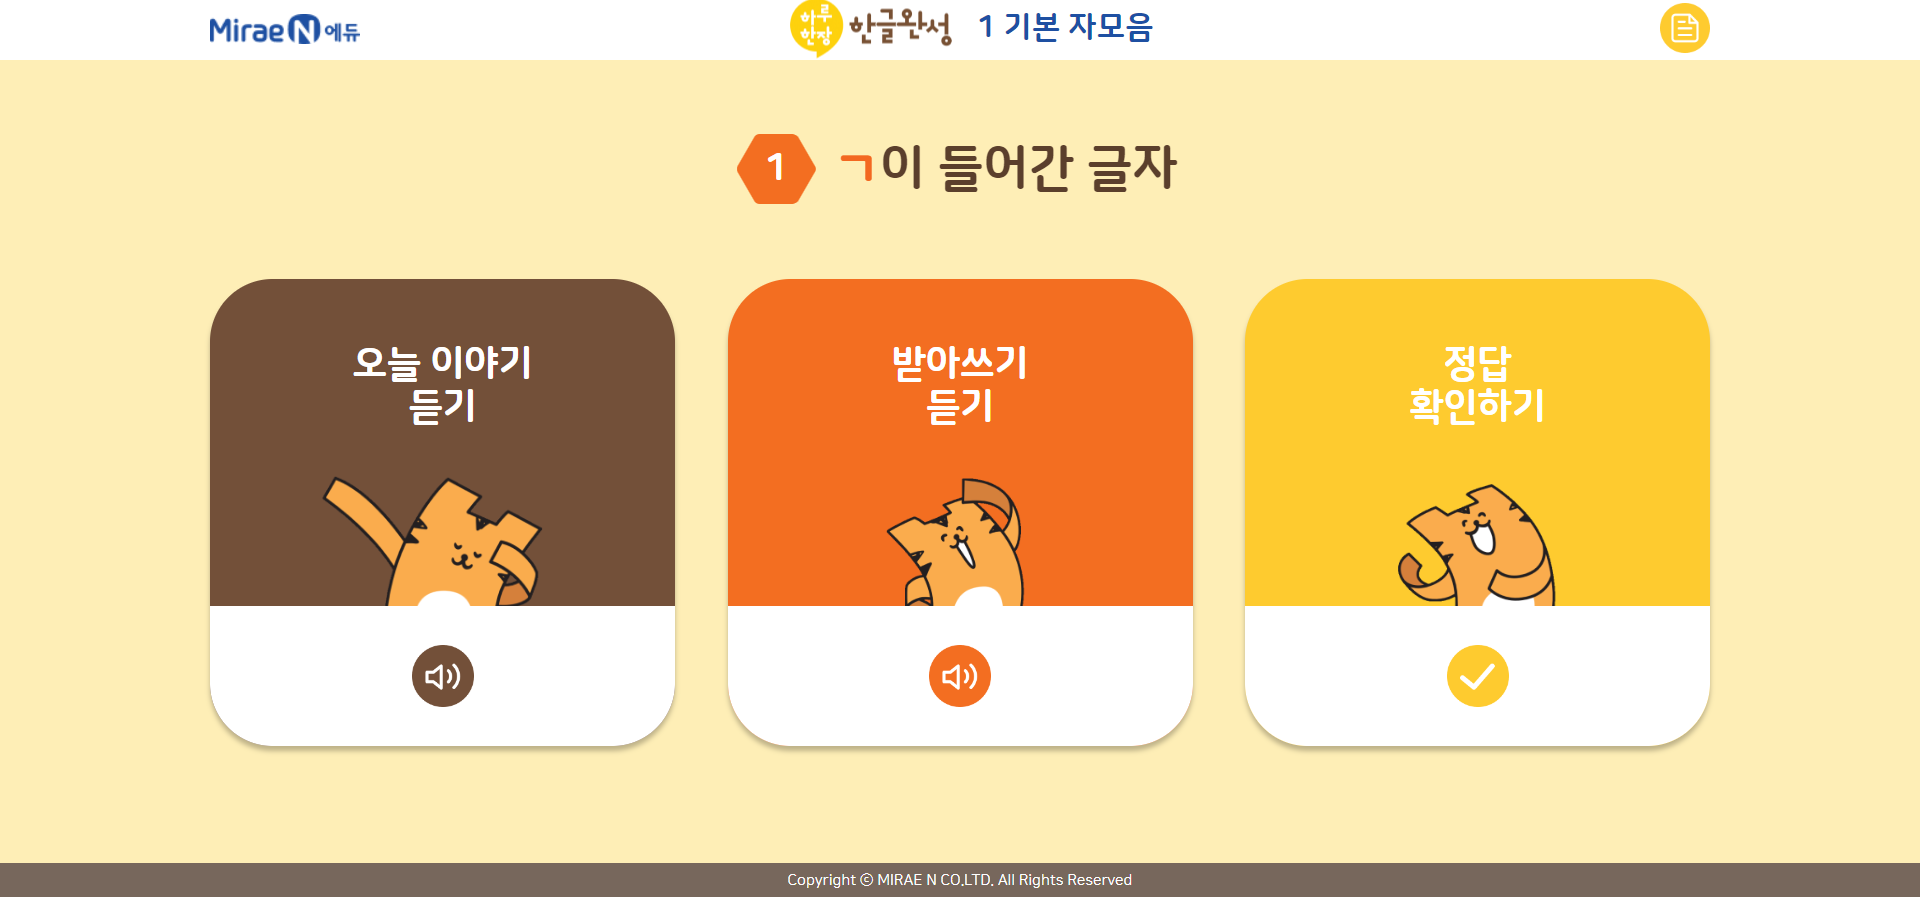 Mirae N 에듀
하루
한장
한글완성
1 기본 자모음
1
ㄱ이 들어간 글자
오늘 이야기
듣기
받아쓰기
듣기
정답
확인하기
Copyright ⓒ MIRAE N CO.LTD. All Rights Reserved